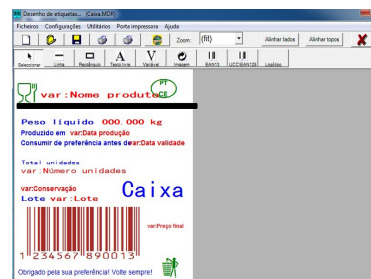 Desenho de etiquetas... (Caixa.MDF)
Ficheiros Configurações Utilitários Porta impressora Ajuda
Zoom: (fit) Alinhar lados Alinhar topos
A V
Seleccionar Linha Rectângulo Texto livre Variável Imagem EAN13 UCC/EAN128 Logótipo
PT
var:Nome produto CE
Peso líquido 000.000 kg
Produzido em var:Data produção
Consumir de preferência antes de var:Data validade
Total unidades
var:Número unidades
var:Conservação Caixa
Lote var:Lote
var:Preço final
1 234567 890013
Obrigado pela sua preferência! Volte sempre!